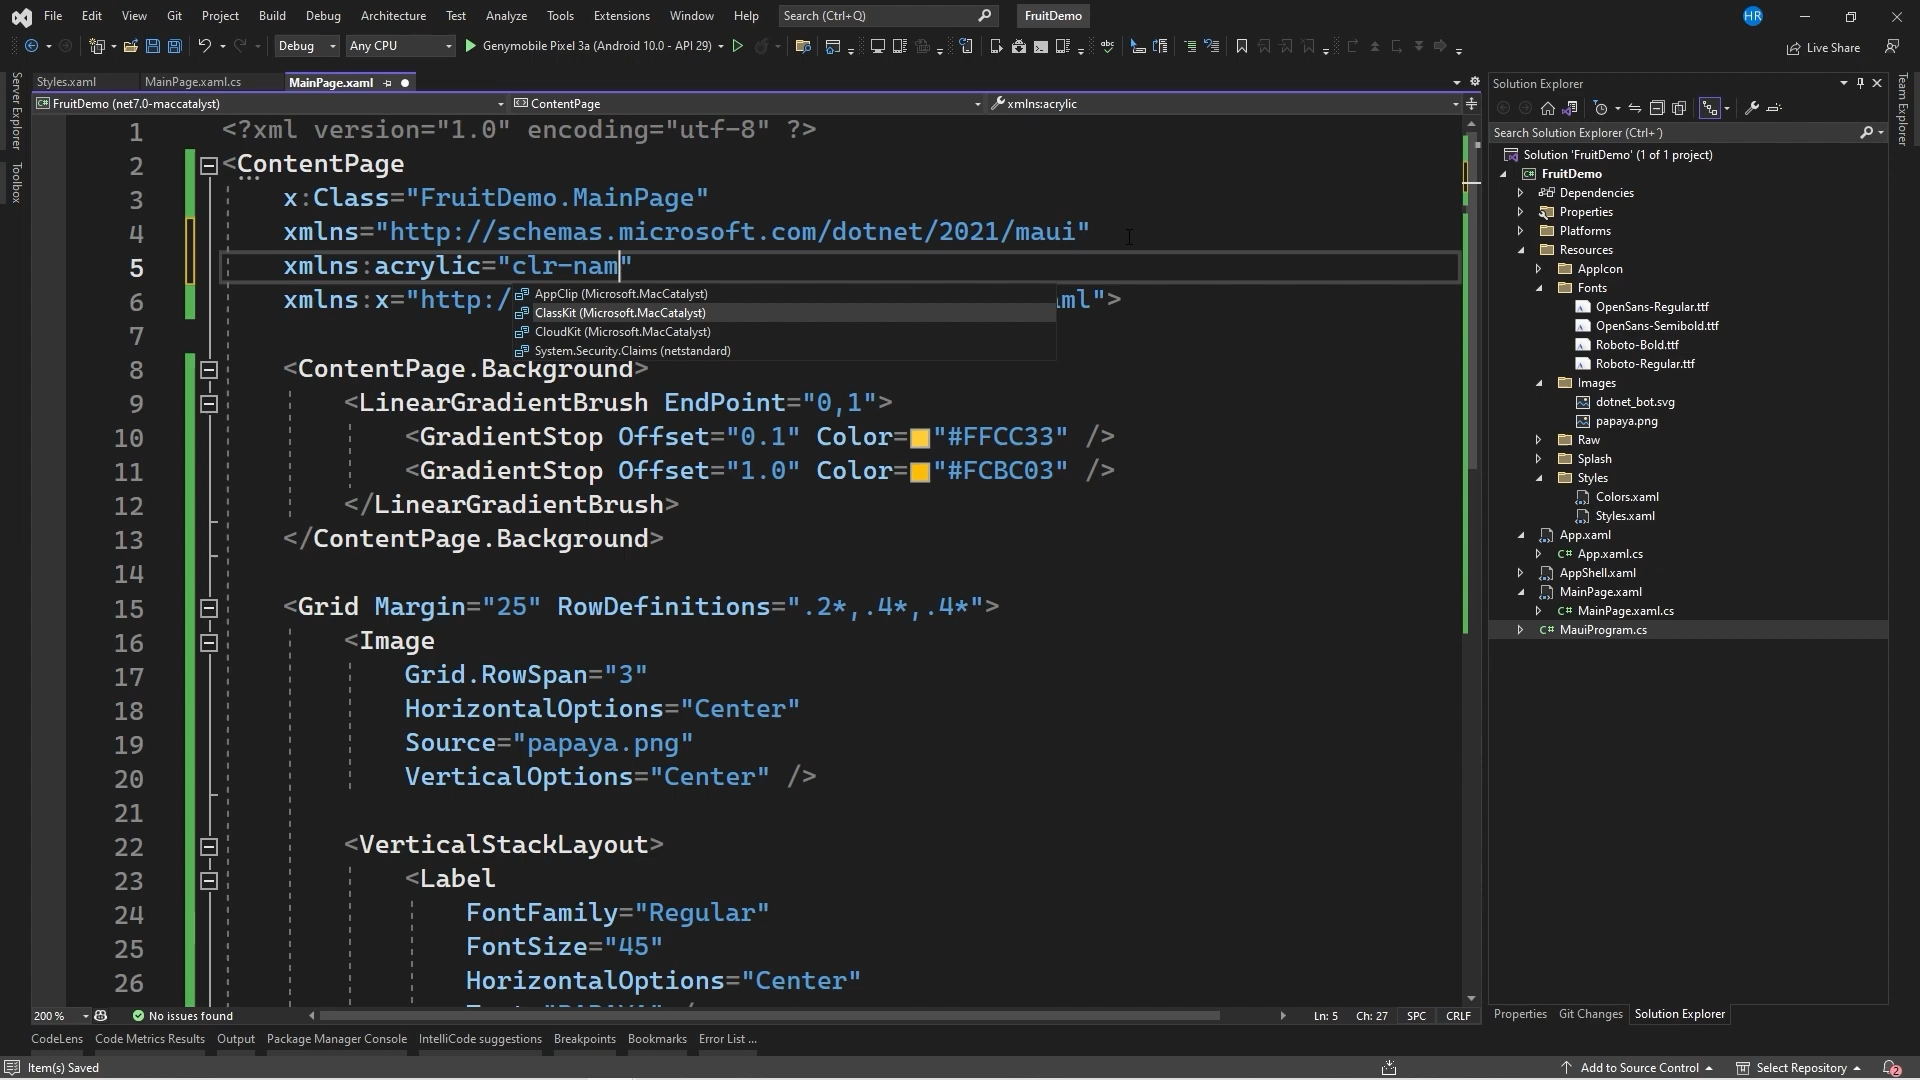 File Edit View Git Project Build Debug Architecture Test Analyze Tools Extensions Window Help Search (Ctrl+Q) FruitDemo HR
Debug Any CPU Genymobile Pixel 3a (Android 10.0 - API 29) Live Share
Server Explorer
Toolbox
Styles.xaml MainPage.xaml.cs MainPage.xaml
FruitDemo (net7.0-maccatalyst) ContentPage xmlns:acrylic
1 <?xml version="1.0" encoding="utf-8" ?>
2 <ContentPage
3 x:Class="FruitDemo.MainPage"
4 xmlns="http://schemas.microsoft.com/dotnet/2021/maui"
5 xmlns:acrylic="clr-nam"
6 xmlns:x="http:/ aml">
AppClip (Microsoft.MacCatalyst)
ClassKit (Microsoft.MacCatalyst)
CloudKit (Microsoft.MacCatalyst)
System.Security.Claims (netstandard)
7
8 <ContentPage.Background>
9 <LinearGradientBrush EndPoint="0,1">
10 <GradientStop Offset="0.1" Color="#FFCC33" />
11 <GradientStop Offset="1.0" Color="#FCBC03" />
12 </LinearGradientBrush>
13 </ContentPage.Background>
14
15 <Grid Margin="25" RowDefinitions=".2*,.4*,.4*">
16 <Image
17 Grid.RowSpan="3"
18 HorizontalOptions="Center"
19 Source="papaya.png"
20 VerticalOptions="Center" />
21
22 <VerticalStackLayout>
23 <Label
24 FontFamily="Regular"
25 FontSize="45"
26 HorizontalOptions="Center"
200 % No issues found Ln: 5 Ch: 27 SPC CRLF
CodeLens Code Metrics Results Output Package Manager Console IntelliCode suggestions Breakpoints Bookmarks Error List ...
Item(s) Saved Add to Source Control Select Repository 2
Solution Explorer
Search Solution Explorer (Ctrl+´)
Solution 'FruitDemo' (1 of 1 project)
FruitDemo
Dependencies
Properties
Platforms
Resources
AppIcon
Fonts
OpenSans-Regular.ttf
OpenSans-Semibold.ttf
Roboto-Bold.ttf
Roboto-Regular.ttf
Images
dotnet_bot.svg
papaya.png
Raw
Splash
Styles
Colors.xaml
Styles.xaml
App.xaml
C# App.xaml.cs
AppShell.xaml
MainPage.xaml
C# MainPage.xaml.cs
C# MauiProgram.cs
Properties Git Changes Solution Explorer
Team Explorer